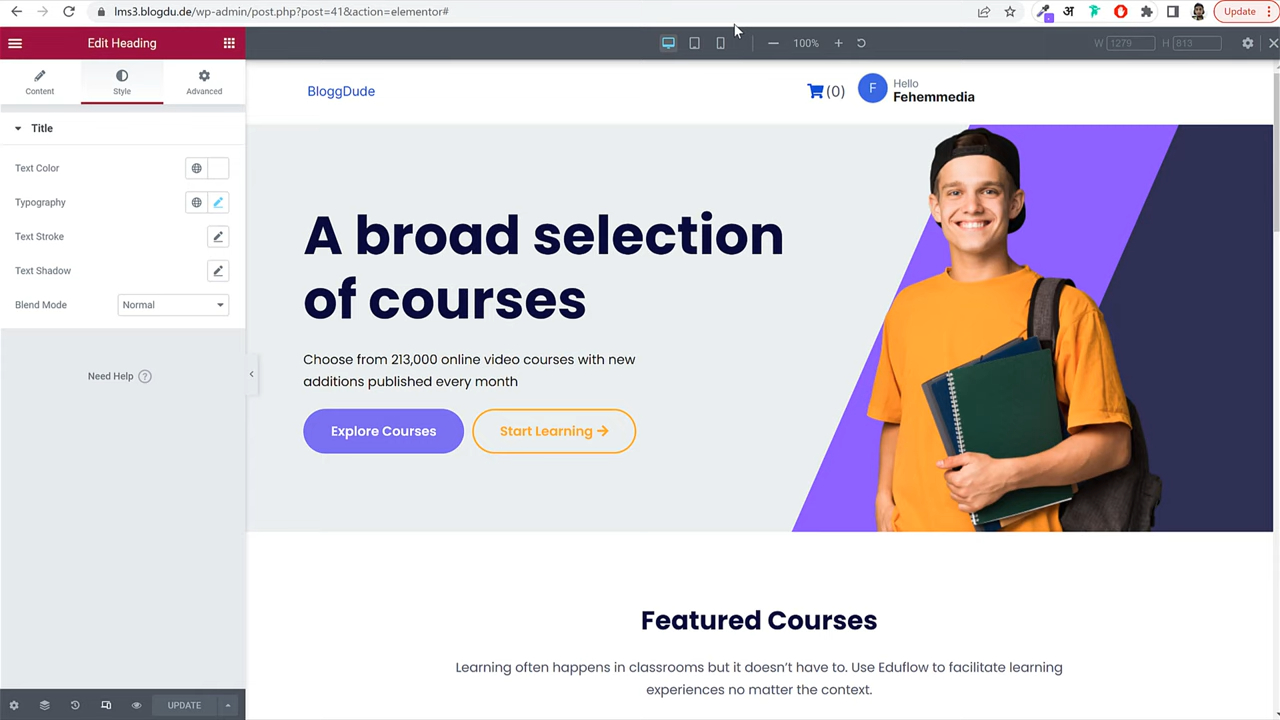 lms3.blogdu.de/wp-admin/post.php?post=41&action=elementor#
अ
Update
Edit Heading
100%
W 1279 H 813
Content
Style
Advanced
Title
Text Color
Typography
Text Stroke
Text Shadow
Blend Mode
Normal
Need Help
UPDATE
BloggDude
(0)
F
Hello
Fehemmedia
A broad selection
of courses
Choose from 213,000 online video courses with new
additions published every month
Explore Courses
Start Learning
Featured Courses
Learning often happens in classrooms but it doesn't have to. Use Eduflow to facilitate learning
experiences no matter the context.